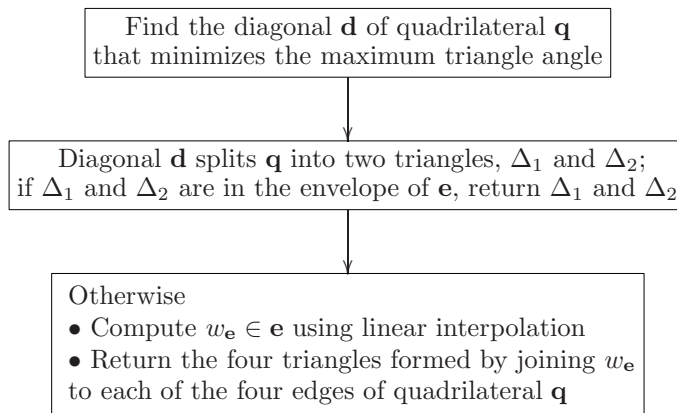 Find the diagonal d of quadrilateral q
that minimizes the maximum triangle angle
Diagonal d splits q into two triangles, Δ₁ and Δ₂;
if Δ₁ and Δ₂ are in the envelope of e, return Δ₁ and Δ₂
Otherwise
• Compute wₑ ∈ e using linear interpolation
• Return the four triangles formed by joining wₑ
to each of the four edges of quadrilateral q